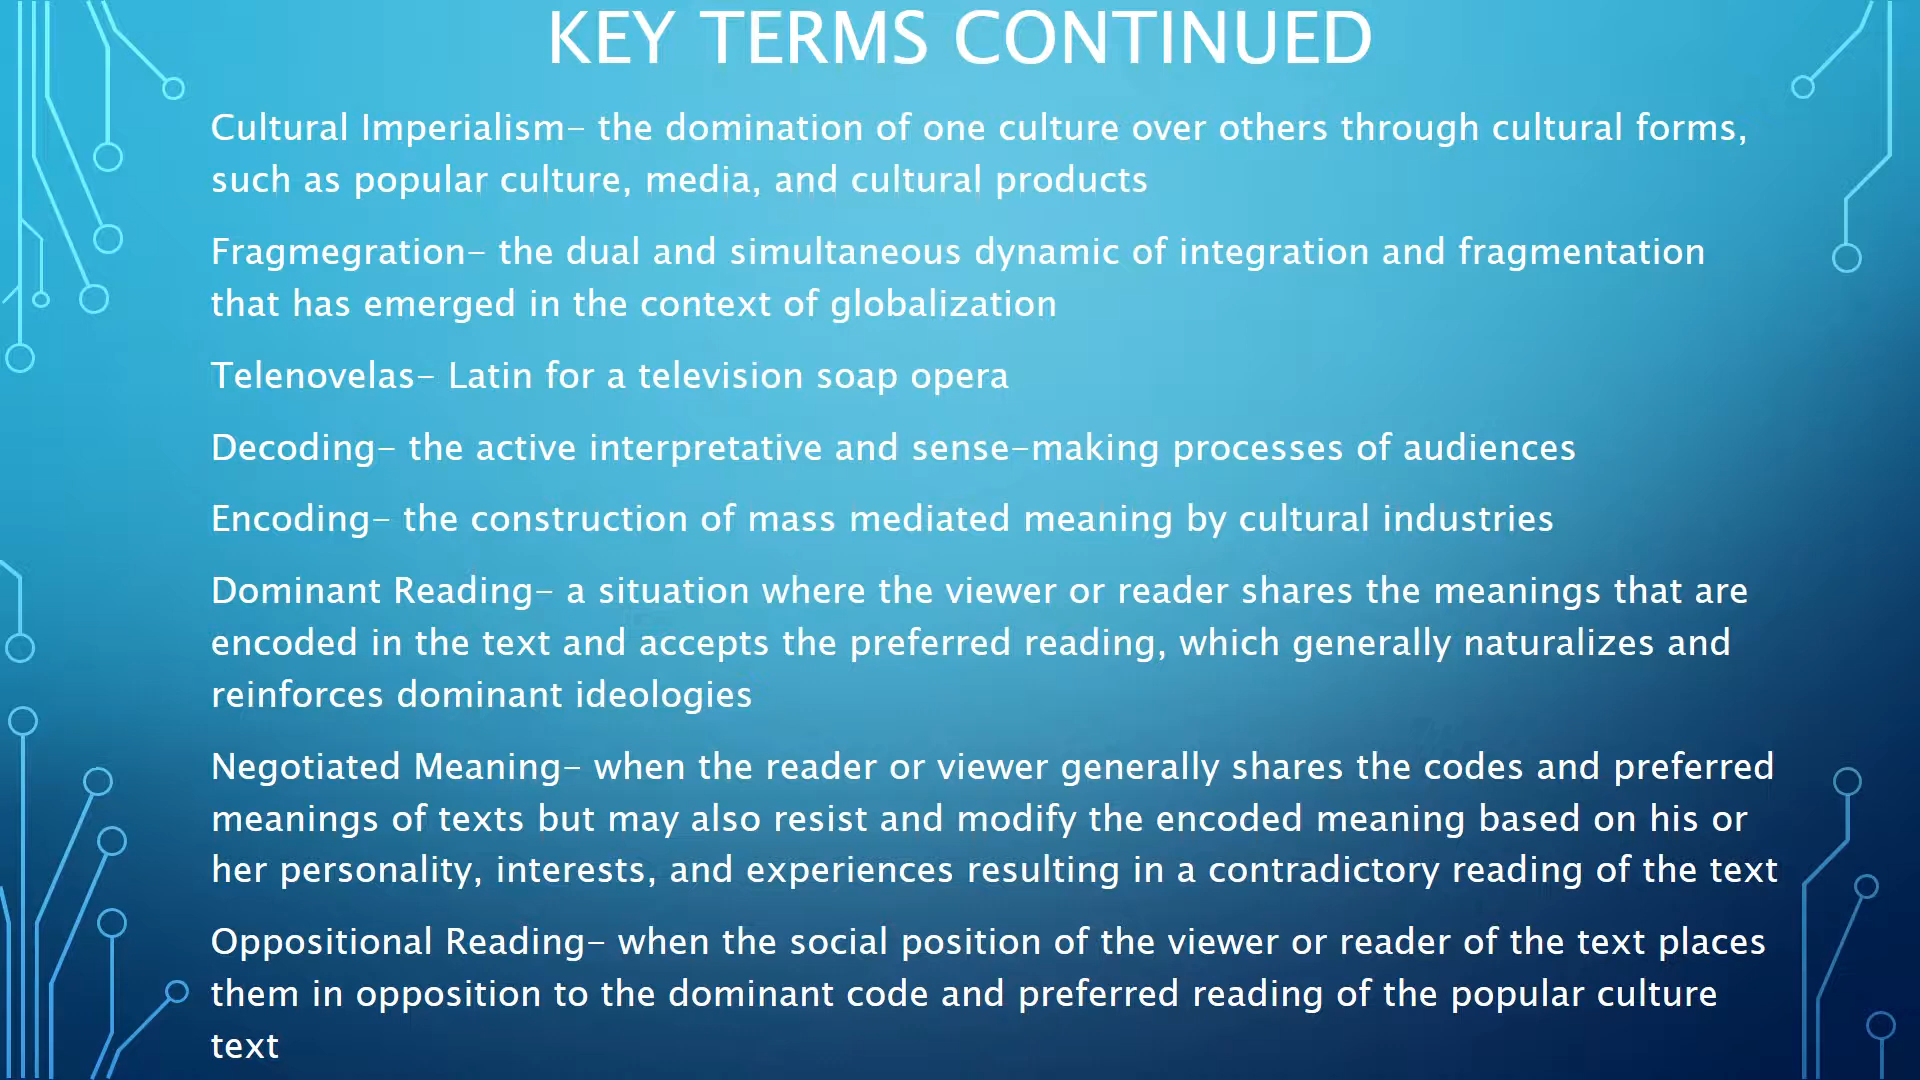 KEY TERMS CONTINUED
Cultural Imperialism– the domination of one culture over others through cultural forms,
such as popular culture, media, and cultural products
Fragmegration– the dual and simultaneous dynamic of integration and fragmentation
that has emerged in the context of globalization
Telenovelas– Latin for a television soap opera
Decoding– the active interpretative and sense–making processes of audiences
Encoding– the construction of mass mediated meaning by cultural industries
Dominant Reading– a situation where the viewer or reader shares the meanings that are
encoded in the text and accepts the preferred reading, which generally naturalizes and
reinforces dominant ideologies
Negotiated Meaning– when the reader or viewer generally shares the codes and preferred
meanings of texts but may also resist and modify the encoded meaning based on his or
her personality, interests, and experiences resulting in a contradictory reading of the text
Oppositional Reading– when the social position of the viewer or reader of the text places
them in opposition to the dominant code and preferred reading of the popular culture
text